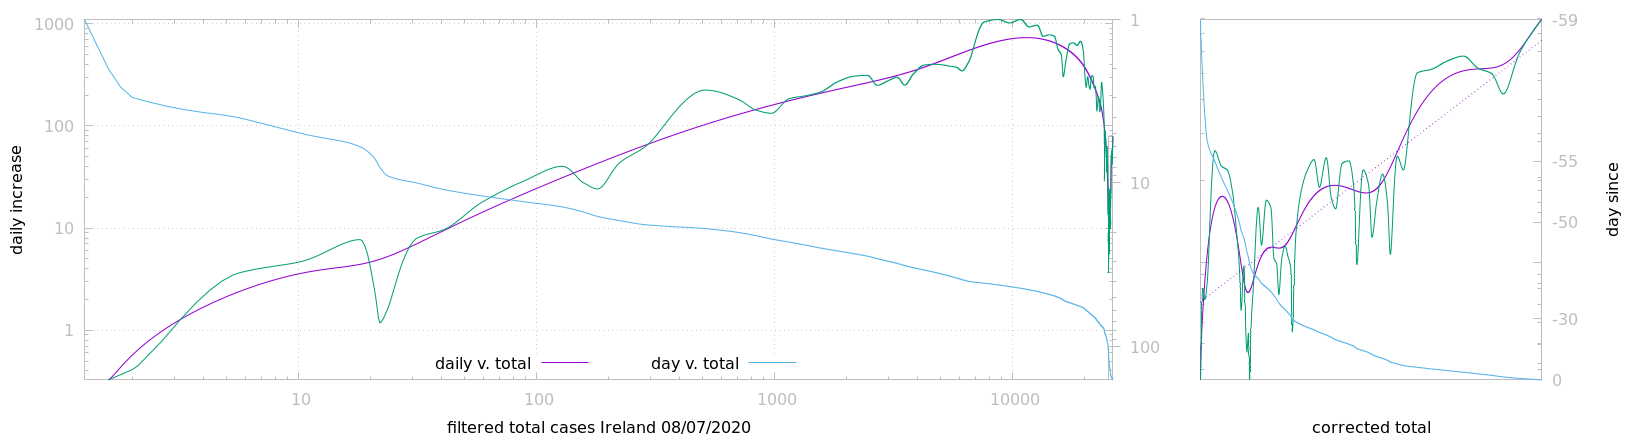 1000
100
10
1
daily increase
1
10
100
daily v. total
day v. total
10
100
1000
10000
filtered total cases Ireland 08/07/2020
-59
-55
-50
-30
0
day since
corrected total